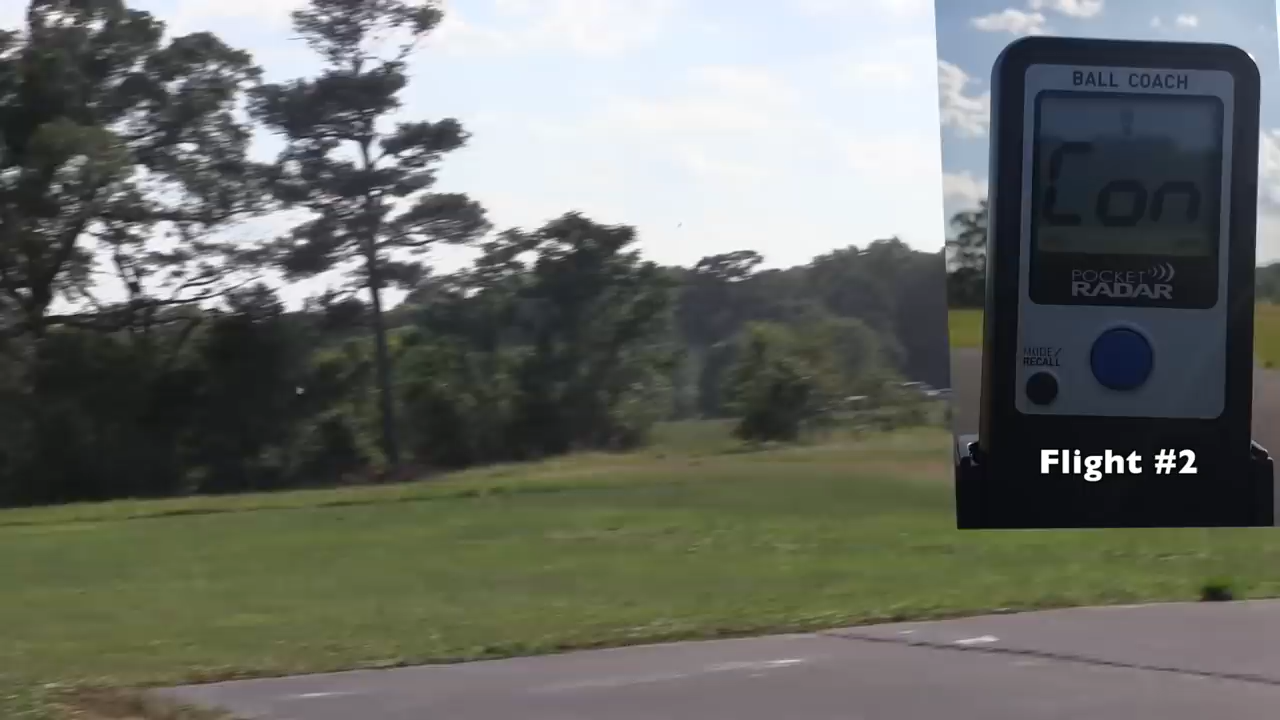 BALL COACH
Con
POCKET
RADAR
MODE/
RECALL
Flight #2